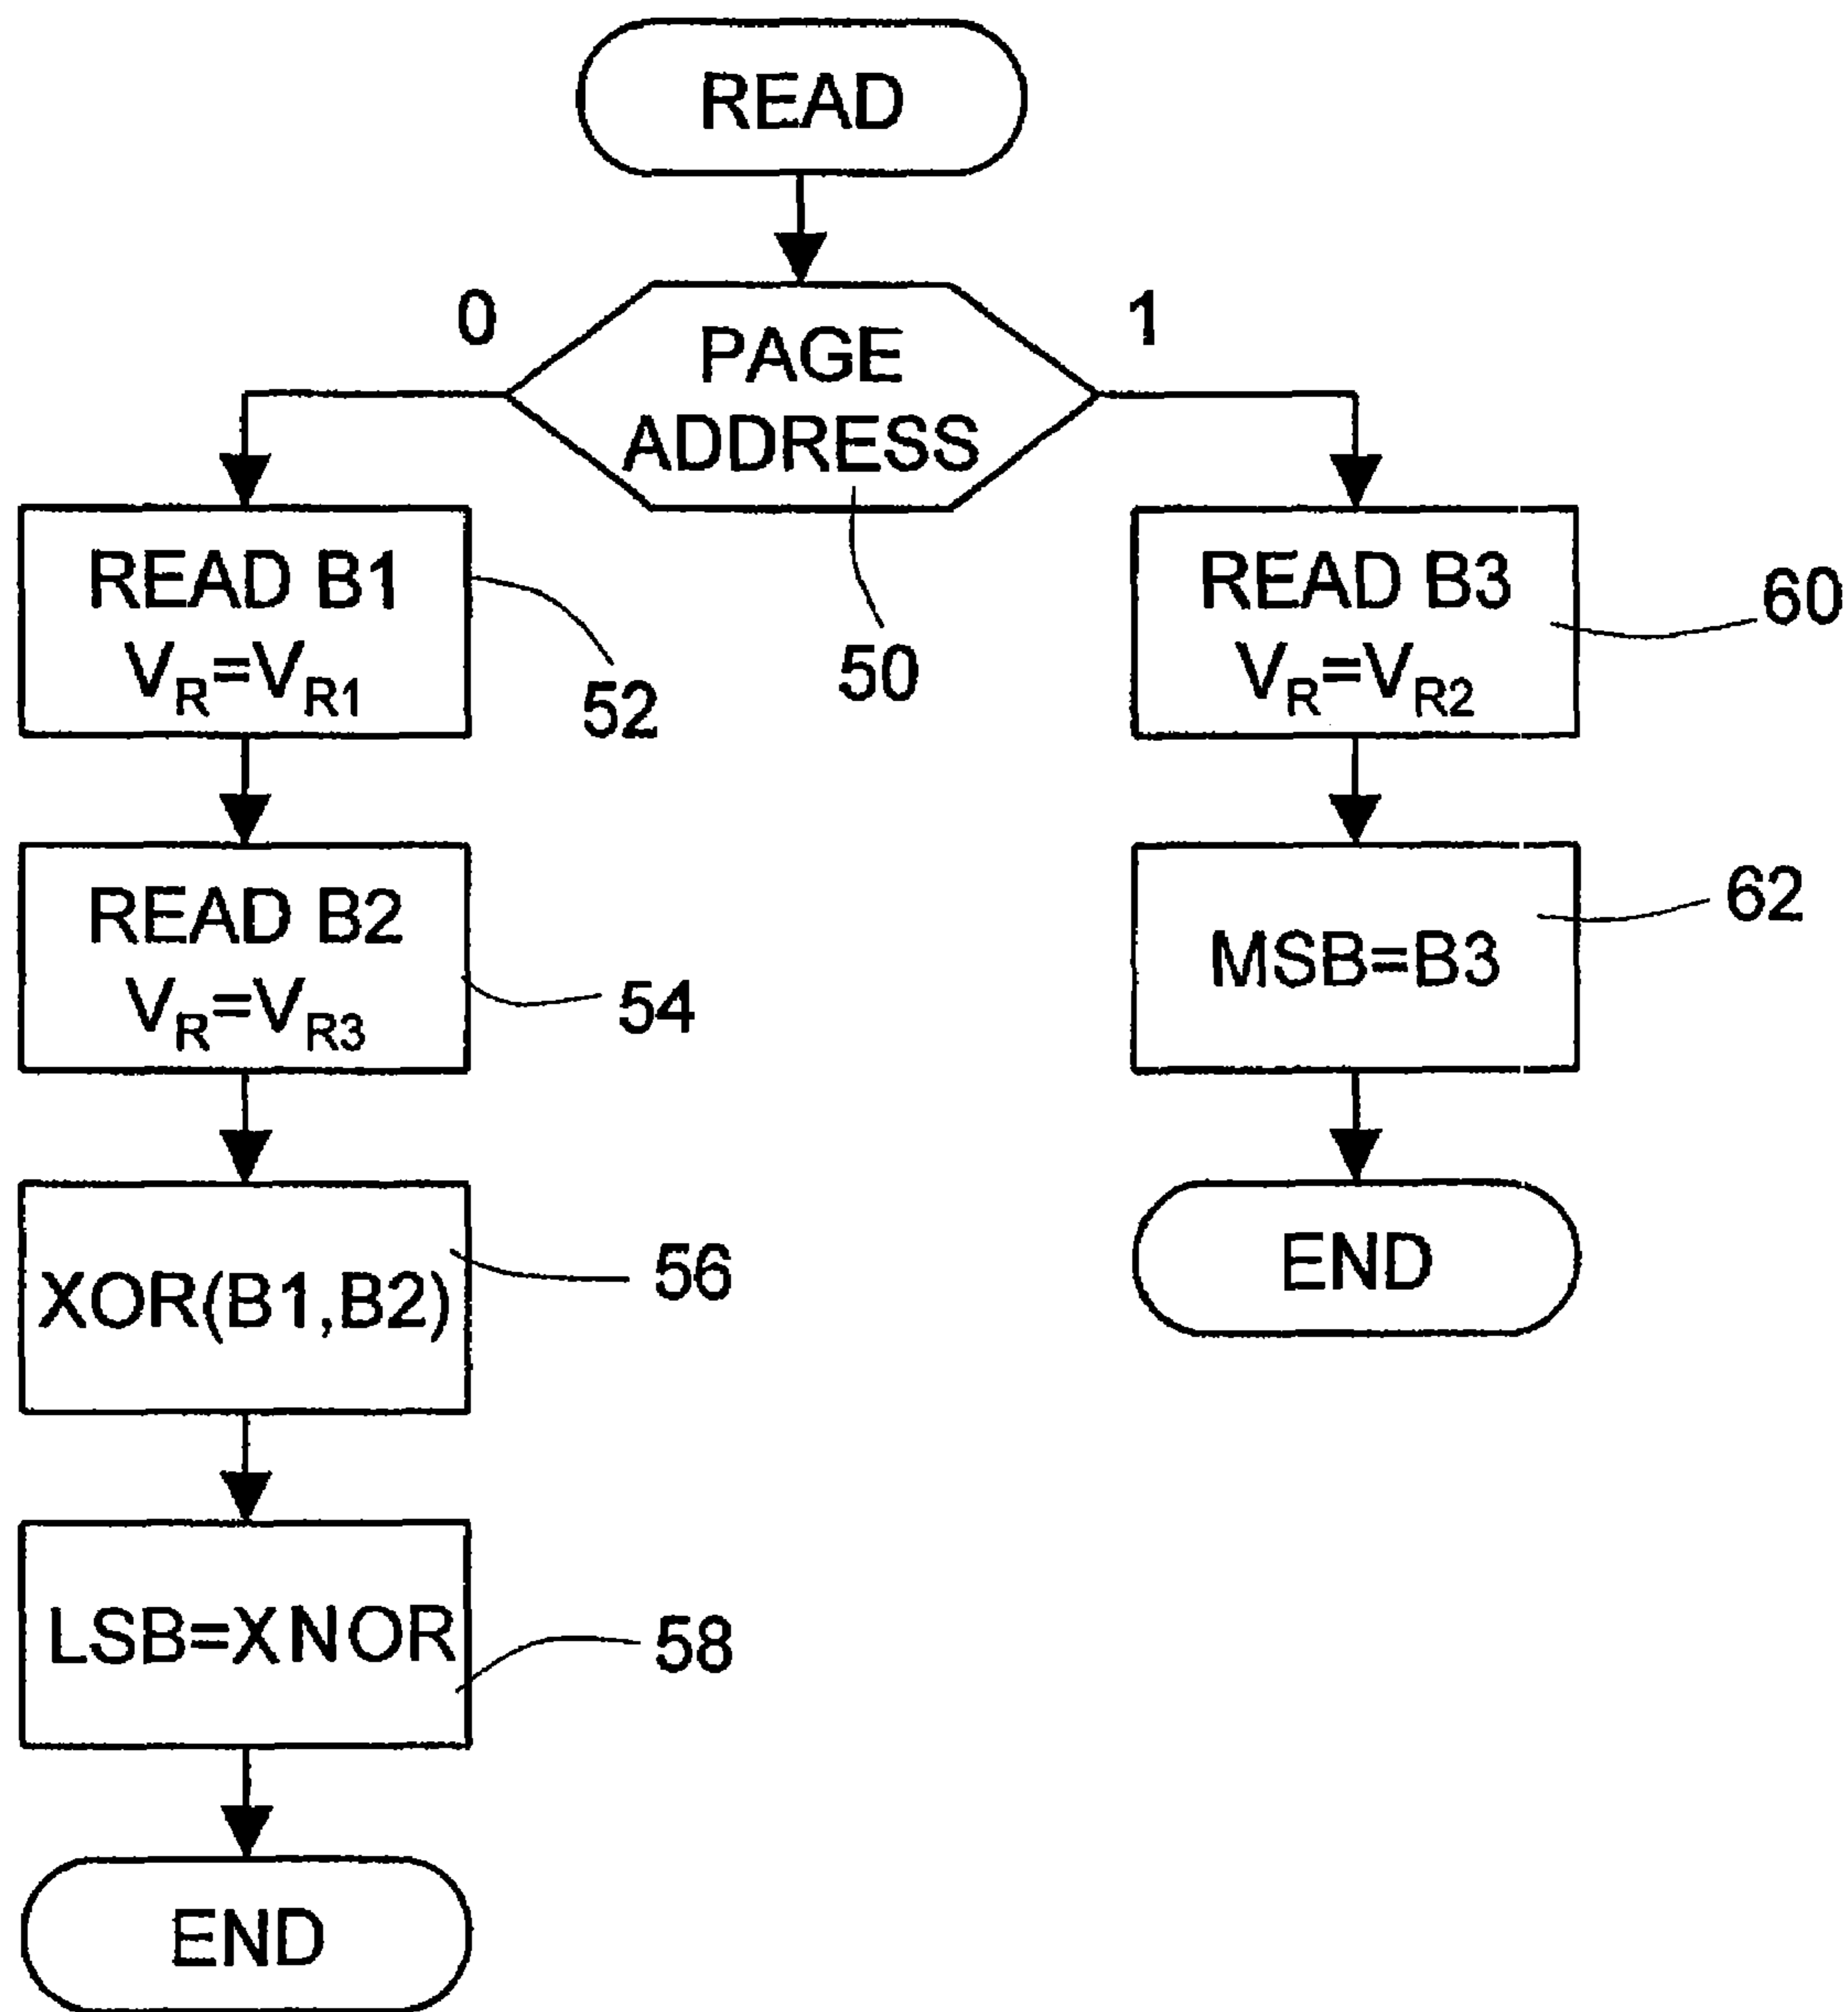 READ
0
1
PAGE
ADDRESS
50
READ B1
V_R=V_R1
52
READ B2
V_R=V_R3
54
XOR(B1,B2)
56
LSB=XNOR
58
END
READ B3
V_R=V_R2
60
MSB=B3
62
END